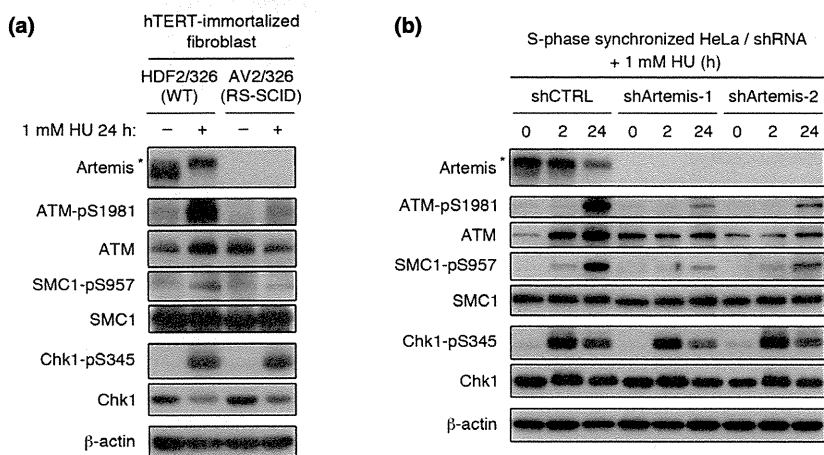 (a)
hTERT-immortalized
fibroblast
HDF2/326 AV2/326
(WT) (RS-SCID)
1 mM HU 24 h: – + – +
Artemis *
ATM-pS1981
ATM
SMC1-pS957
SMC1
Chk1-pS345
Chk1
β-actin
(b)
S-phase synchronized HeLa / shRNA
+ 1 mM HU (h)
shCTRL shArtemis-1 shArtemis-2
0 2 24 0 2 24 0 2 24
Artemis *
ATM-pS1981
ATM
SMC1-pS957
SMC1
Chk1-pS345
Chk1
β-actin